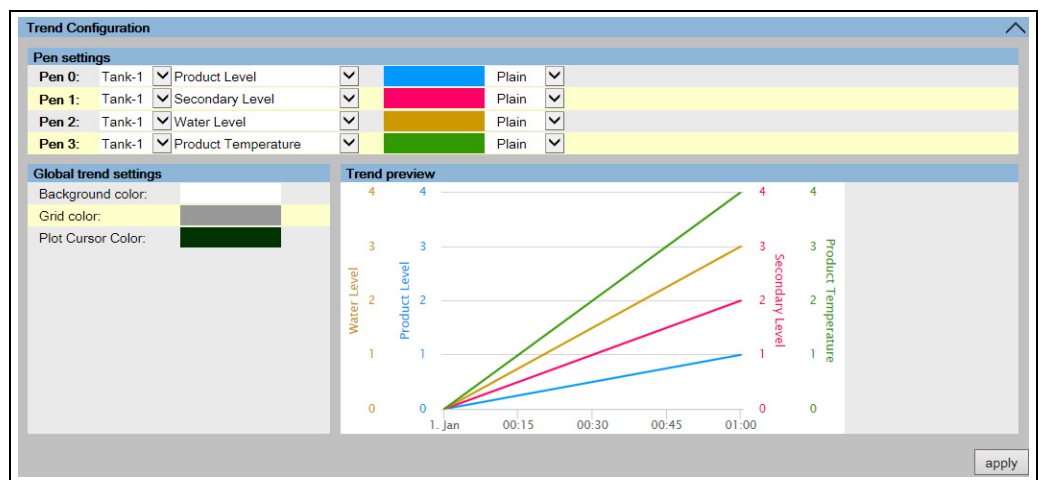 Trend Configuration
Pen settings
Pen 0: Tank-1 Product Level Plain
Pen 1: Tank-1 Secondary Level Plain
Pen 2: Tank-1 Water Level Plain
Pen 3: Tank-1 Product Temperature Plain
Global trend settings
Background color:
Grid color:
Plot Cursor Color:
Trend preview
4 4 4 4
3 3 3 3
2 2 2 2
1 1 1 1
0 0 0 0
Water Level
Product Level
Secondary Level
Product Temperature
1. Jan 00:15 00:30 00:45 01:00
apply